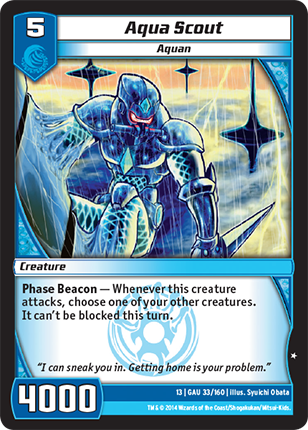 5
Aqua Scout
Aquan
Creature
Phase Beacon — Whenever this creature
attacks, choose one of your other creatures.
It can't be blocked this turn.
"I can sneak you in. Getting home is your problem."
13 | GAU 33/160 | illus. Syuichi Obata
4000
TM & © 2014 Wizards of the Coast/Shogakukan/Mitsui-Kids.